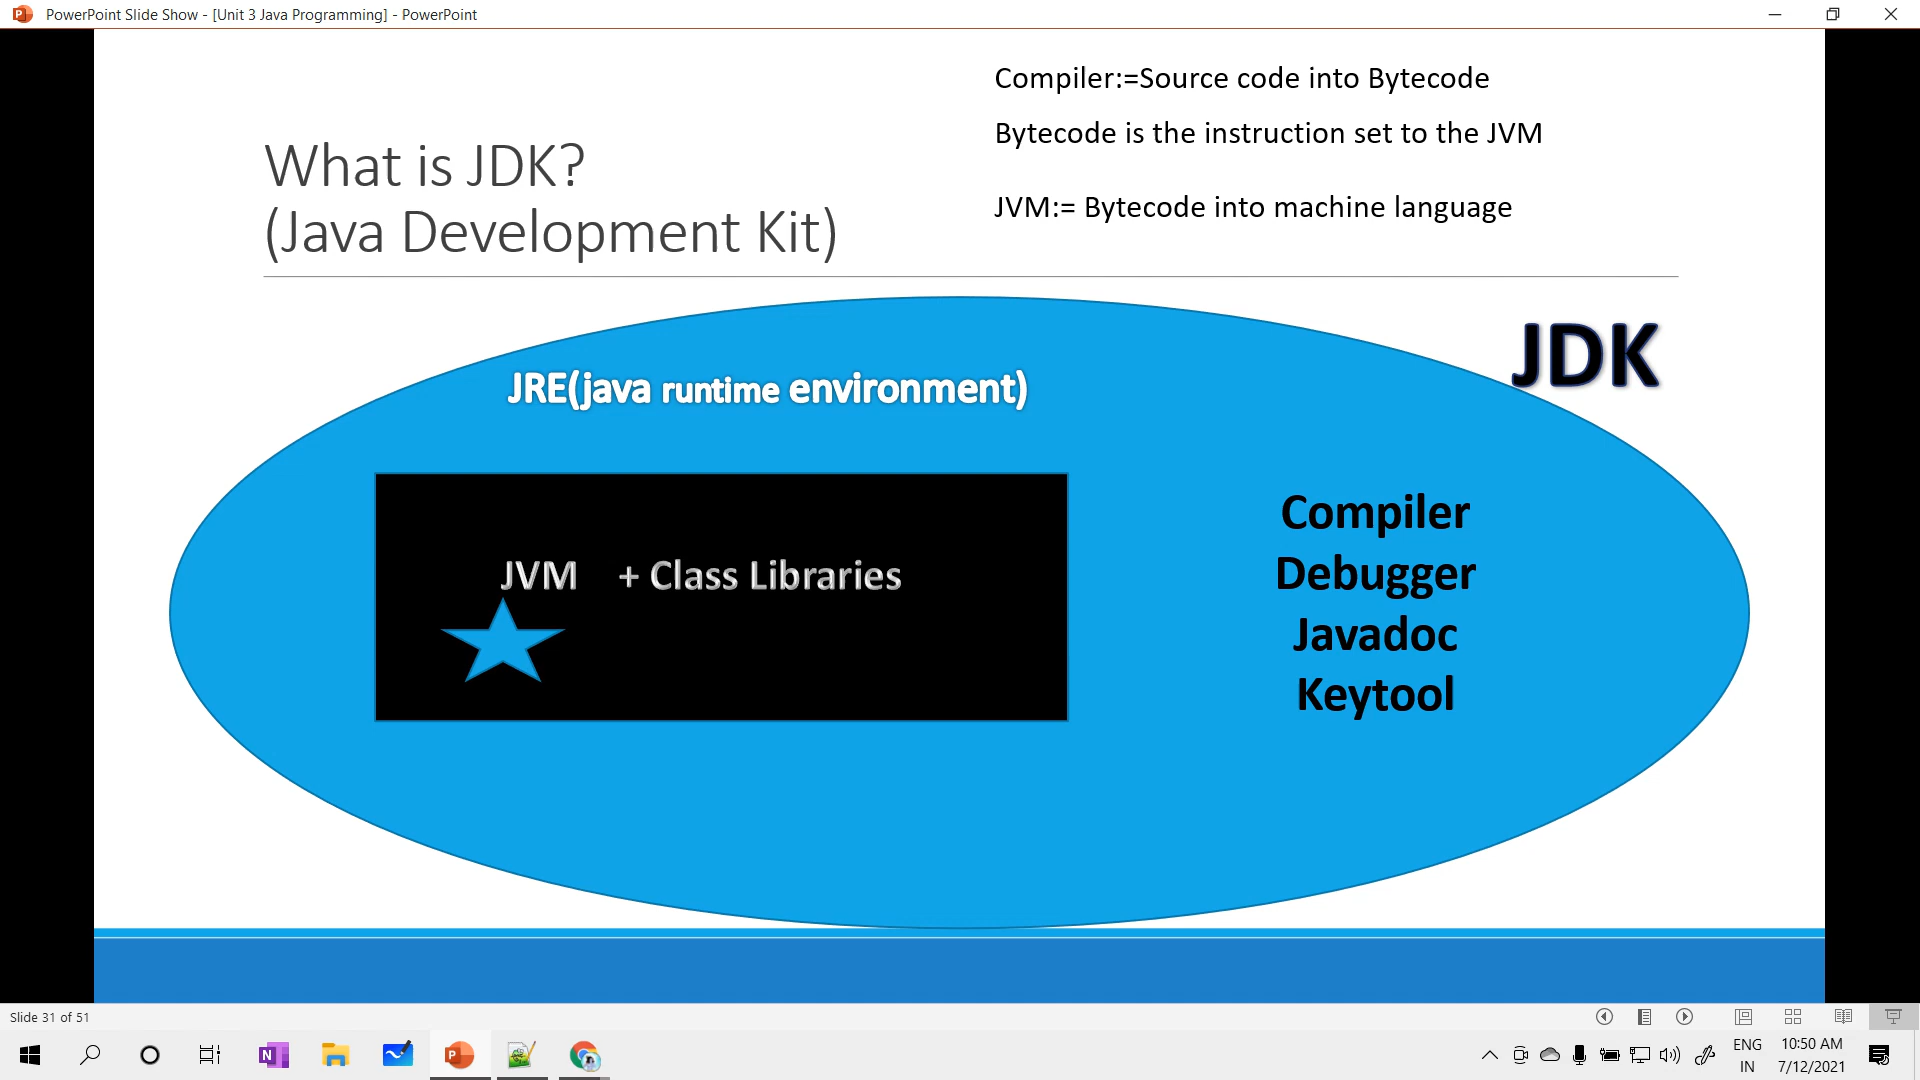 PowerPoint Slide Show - [Unit 3 Java Programming] - PowerPoint
Compiler:=Source code into Bytecode
Bytecode is the instruction set to the JVM
JVM:= Bytecode into machine language
What is JDK?
(Java Development Kit)
JDK
JRE(java runtime environment)
JVM + Class Libraries
Compiler
Debugger
Javadoc
Keytool
Slide 31 of 51
ENG
IN
10:50 AM
7/12/2021